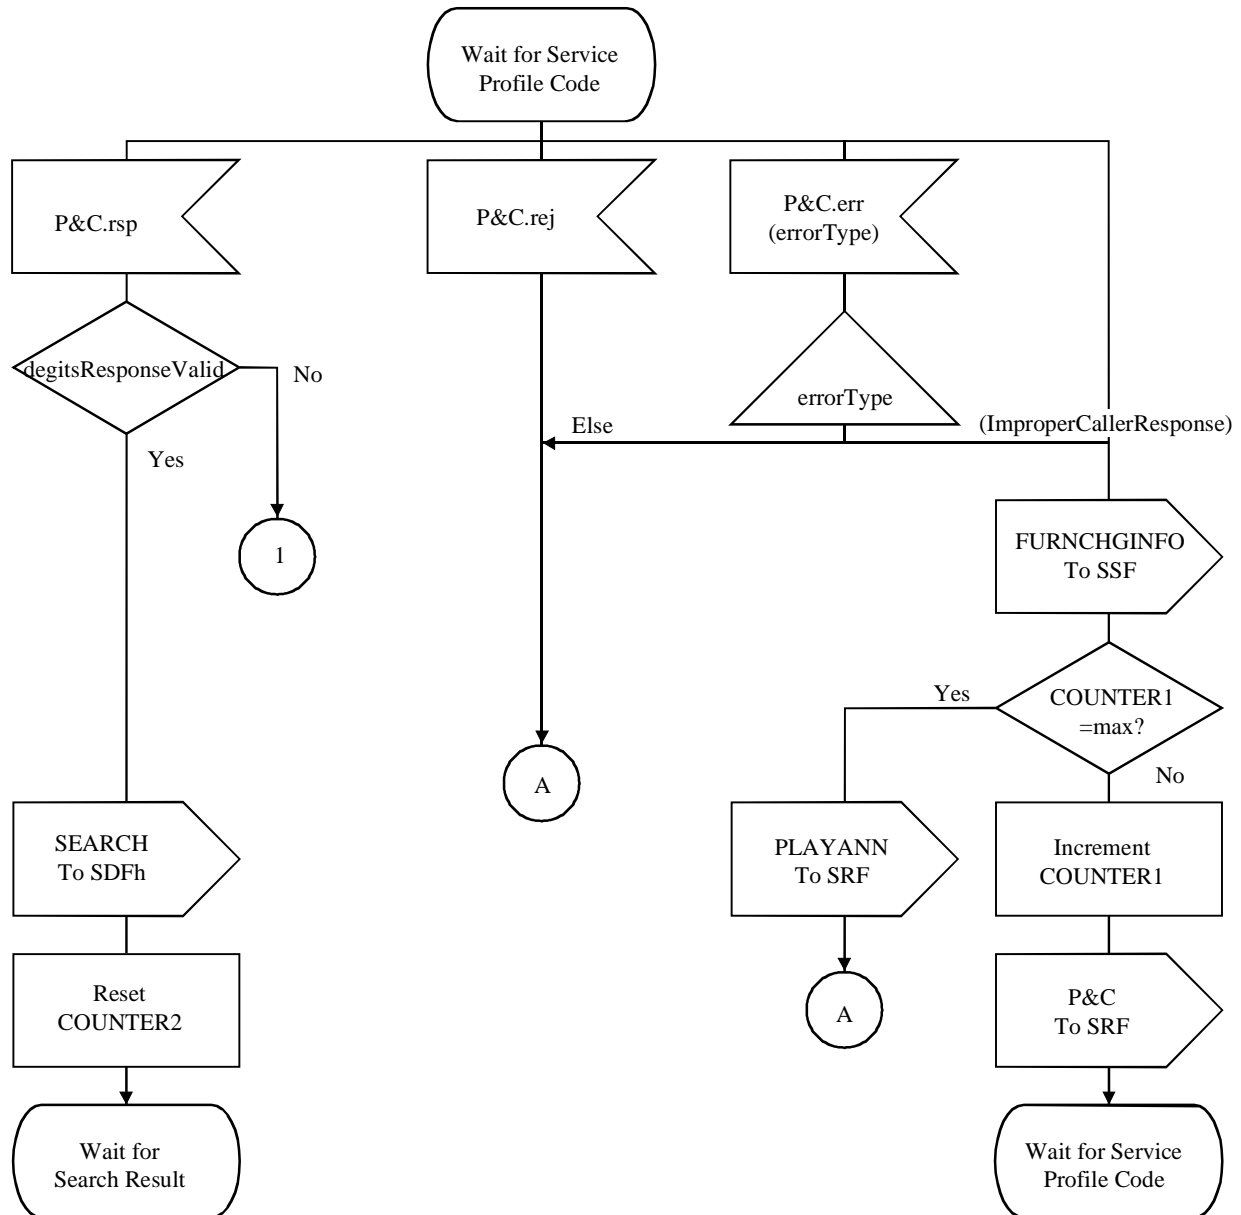 Wait for Service
Profile Code
P&C.rsp
P&C.rej
P&C.err
(errorType)
degitsResponseValid
No
errorType
Else
(ImproperCallerResponse)
Yes
1
FURNCHGINFO
To SSF
Yes
COUNTER1
=max?
No
A
SEARCH
To SDFh
PLAYANN
To SRF
Increment
COUNTER1
Reset
COUNTER2
A
P&C
To SRF
Wait for
Search Result
Wait for Service
Profile Code